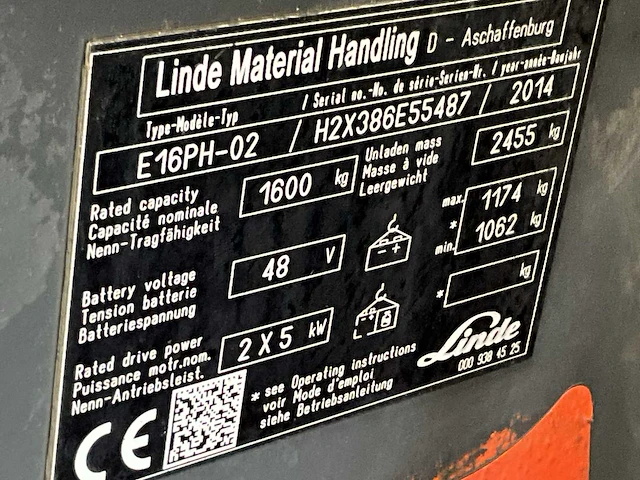 Linde Material Handling D - Aschaffenburg
Type-Modèle-Typ / Serial no.-No. de série-Serien-Nr. / year-année-Baujahr
E16PH-02 / H2X386E55487 / 2014
Rated capacity
Capacité nominale
Nenn-Tragfähigkeit
1600 kg
Unladen mass
Masse à vide
Leergewicht
2455 kg
Battery voltage
Tension batterie
Batteriespannung
48 V
max. 1174 kg
*
min. 1062 kg
Rated drive power
Puissance motr.nom.
Nenn-Antriebsleist.
2 X 5 kW
* kg
CE
* see Operating instructions
voir Mode d'emploi
siehe Betriebsanleitung
Linde
000 938 45 25